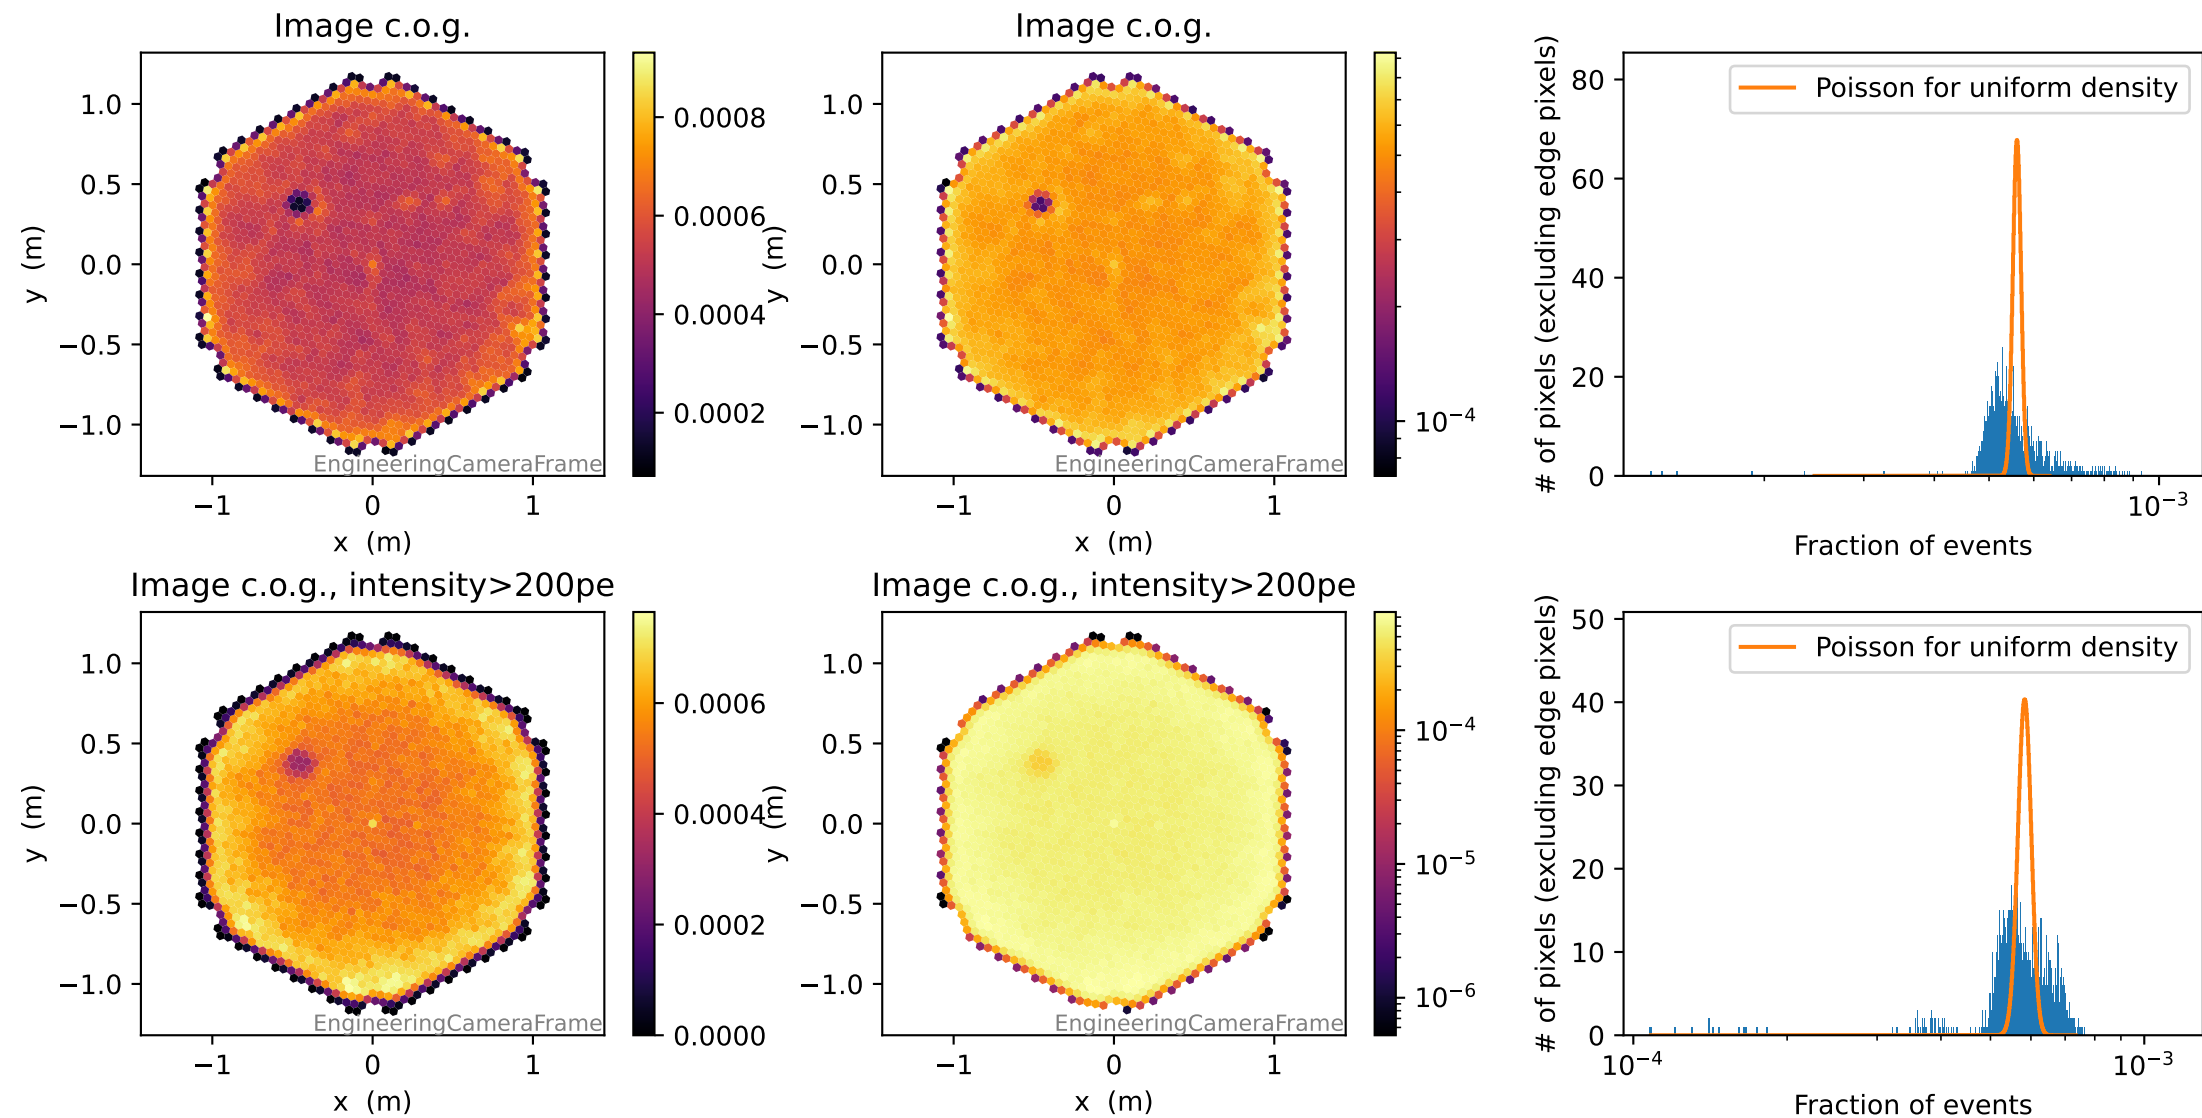 Image c.o.g.
1.0
0.5
0.0
−0.5
−1.0
y (m)
−1
0
1
x (m)
EngineeringCameraFrame
0.0008
0.0006
0.0004
0.0002
Image c.o.g.
1.0
0.5
0.0
−0.5
−1.0
y (m)
−1
0
1
x (m)
EngineeringCameraFrame
10⁻⁴
# of pixels (excluding edge pixels)
80
60
40
20
0
Poisson for uniform density
10⁻³
Fraction of events
Image c.o.g., intensity>200pe
1.0
0.5
0.0
−0.5
−1.0
y (m)
−1
0
1
x (m)
EngineeringCameraFrame
0.0006
0.0004
0.0002
0.0000
Image c.o.g., intensity>200pe
1.0
0.5
0.0
−0.5
−1.0
y (m)
−1
0
1
x (m)
EngineeringCameraFrame
10⁻⁴
10⁻⁵
10⁻⁶
# of pixels (excluding edge pixels)
50
40
30
20
10
0
Poisson for uniform density
10⁻⁴
10⁻³
Fraction of events